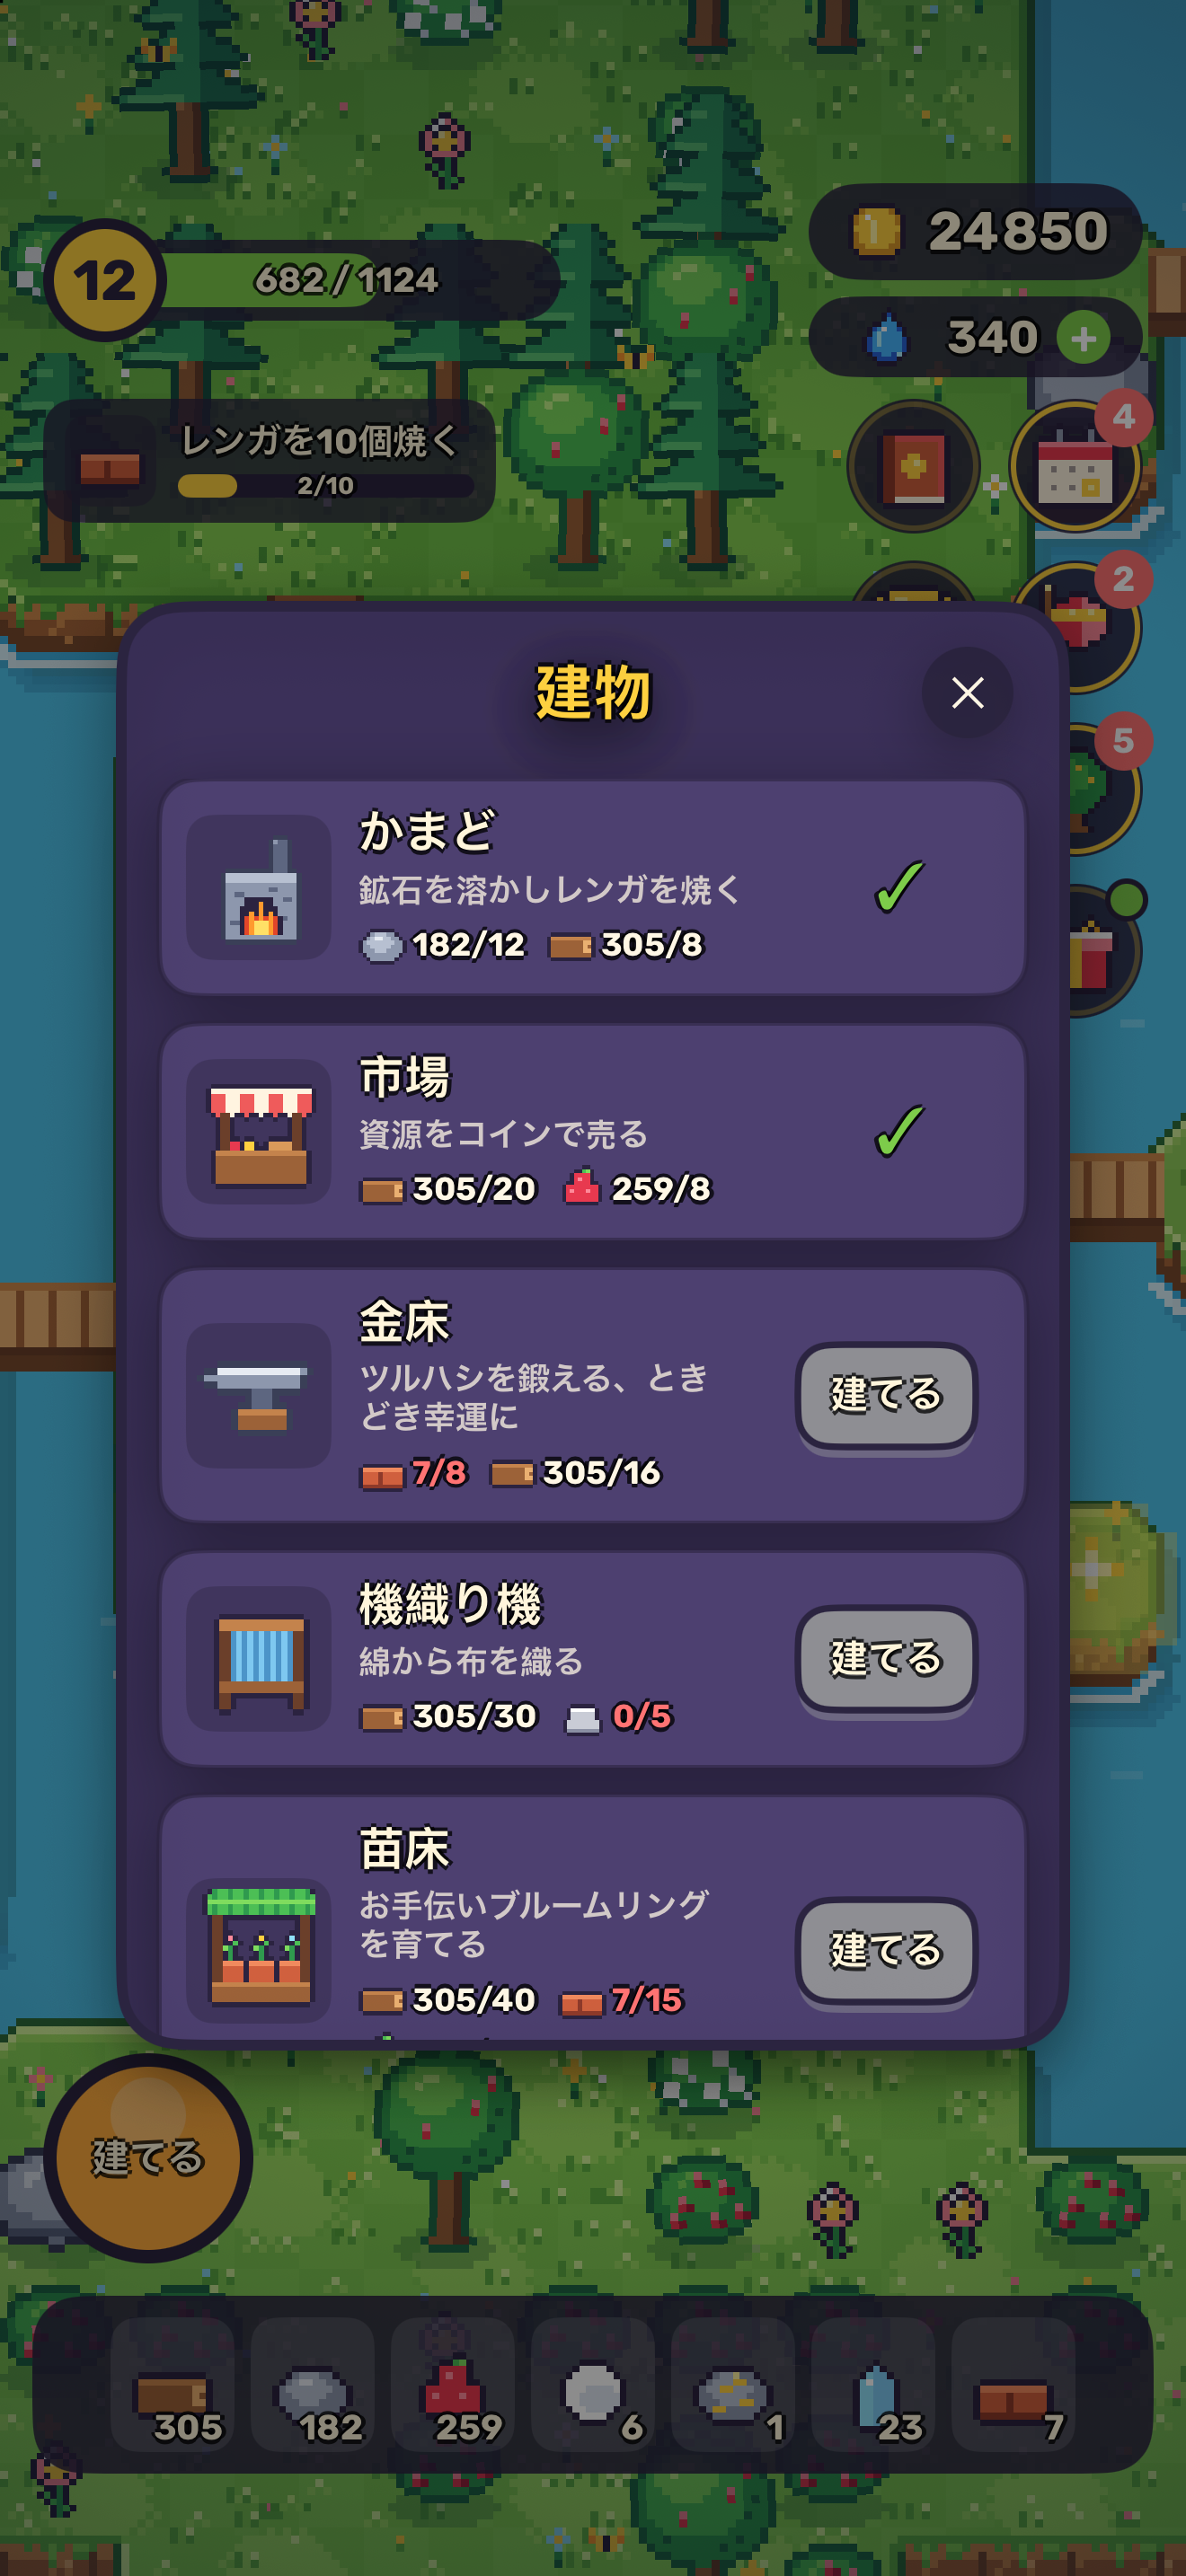 24850
12
682/1124
340
+
レンガを10個焼く
2/10
4
2
5
建物
かまど
鉱石を溶かしレンガを焼く
182/12 305/8
市場
資源をコインで売る
305/20 259/8
金床
ツルハシを鍛える、とき
どき幸運に
7/8 305/16
建てる
機織り機
綿から布を織る
305/30 0/5
建てる
苗床
お手伝いブルームリング
を育てる
305/40 7/15
建てる
建てる
305 182 259 6 1 23 7